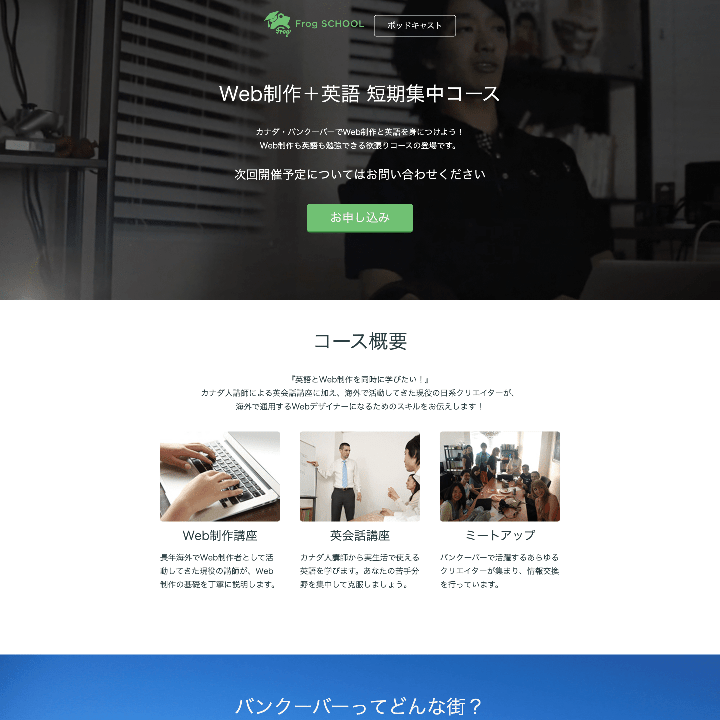 Frog
Frog SCHOOL
ポッドキャスト
Web制作＋英語 短期集中コース
カナダ・バンクーバーでWeb制作と英語を身につけよう！
Web制作も英語も勉強できる欲張りコースの登場です。
次回開催予定についてはお問い合わせください
お申し込み
コース概要
『英語とWeb制作を同時に学びたい！』
カナダ人講師による英会話講座に加え、海外で活動してきた現役の日系クリエイターが、
海外で通用するWebデザイナーになるためのスキルをお伝えします！
Web制作講座
長年海外でWeb制作者として活
動してきた現役の講師が、Web
制作の基礎を丁寧に説明します。
英会話講座
カナダ人講師から実生活で使える
英語を学びます。あなたの苦手分
野を集中して克服しましょう。
ミートアップ
バンクーバーで活躍するあらゆる
クリエイターが集まり、情報交換
を行っています。
バンクーバーってどんな街？